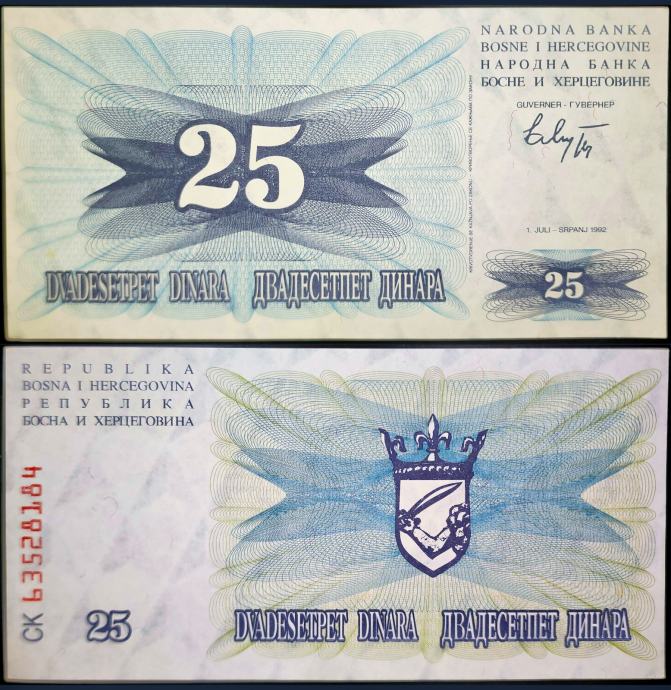 NARODNA BANKA
BOSNE I HERCEGOVINE
НАРОДНА БАНКА
БОСНЕ И ХЕРЦЕГОВИНЕ
GUVERNER - ГУВЕРНЕР
25
1. JULI - SRPANJ 1992
DVADESETPET DINARA ДВАДЕСЕТПЕТ ДИНАРА
25
REPUBLIKA
BOSNA I HERCEGOVINA
РЕПУБЛИКА
БОСНА И ХЕРЦЕГОВИНА
CK 63528184
25
DVADESETPET DINARA ДВАДЕСЕТПЕТ ДИНАРА